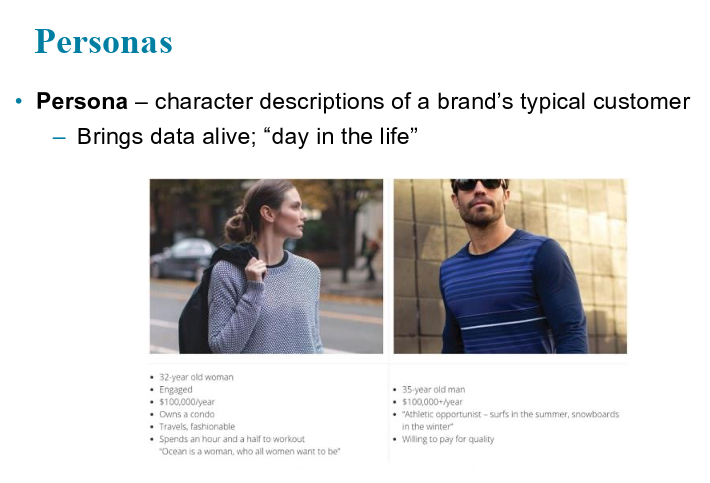 Personas
• Persona – character descriptions of a brand’s typical customer
– Brings data alive; “day in the life”
• 32-year old woman
• Engaged
• $100,000/year
• Owns a condo
• Travels, fashionable
• Spends an hour and a half to workout
“Ocean is a woman, who all women want to be”
• 35-year old man
• $100,000+/year
• “Athletic opportunist – surfs in the summer, snowboards
in the winter”
• Willing to pay for quality